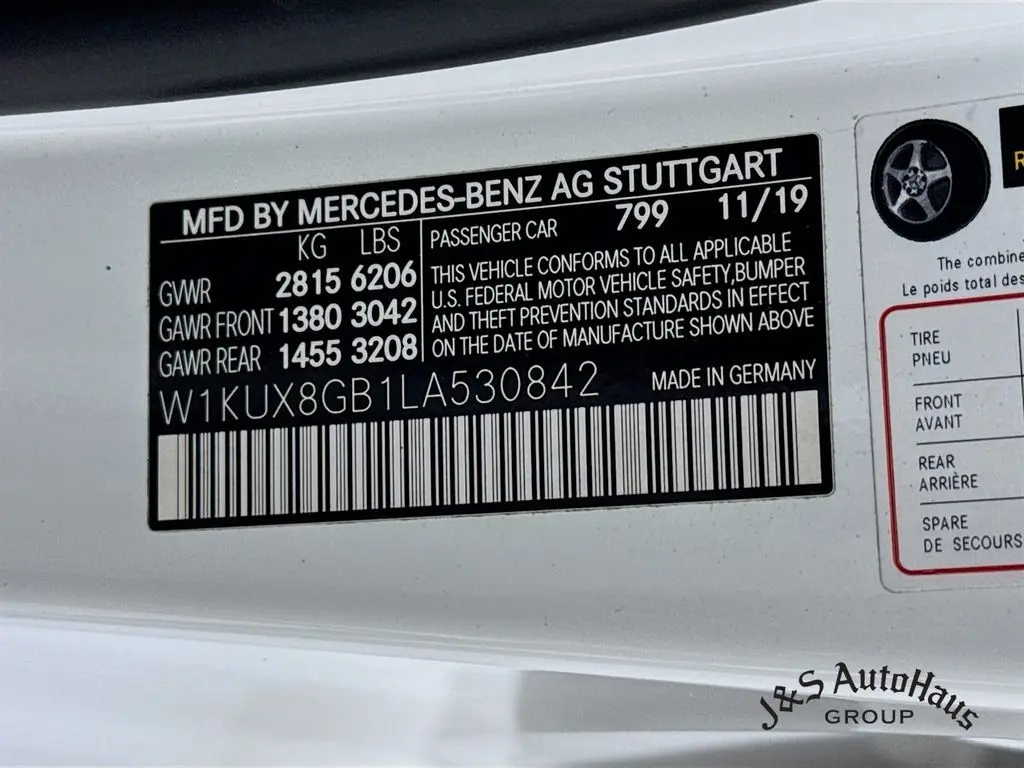 MFD BY MERCEDES-BENZ AG STUTTGART
KG LBS
GVWR 2815 6206
GAWR FRONT 1380 3042
GAWR REAR 1455 3208
PASSENGER CAR 799 11/19
THIS VEHICLE CONFORMS TO ALL APPLICABLE
U.S. FEDERAL MOTOR VEHICLE SAFETY,BUMPER
AND THEFT PREVENTION STANDARDS IN EFFECT
ON THE DATE OF MANUFACTURE SHOWN ABOVE
W1KUX8GB1LA530842 MADE IN GERMANY
The combine
Le poids total des
TIRE
PNEU
FRONT
AVANT
REAR
ARRIÈRE
SPARE
DE SECOURS
J&S AutoHaus
GROUP